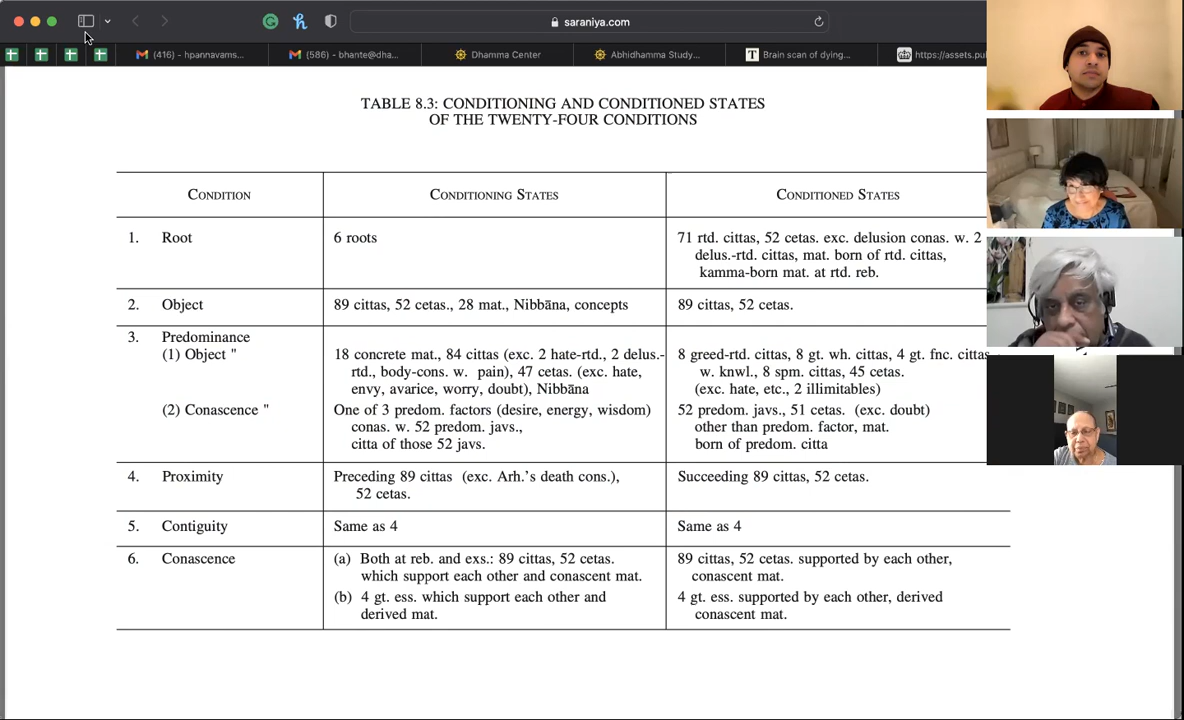 saraniya.com
(416) - hpannavams...
(586) - bhante@dha...
Dhamma Center
Abhidhamma Study...
T Brain scan of dying...
https://assets.pu
TABLE 8.3: CONDITIONING AND CONDITIONED STATES
OF THE TWENTY-FOUR CONDITIONS
CONDITION CONDITIONING STATES CONDITIONED STATES
1. Root
6 roots
71 rtd. cittas, 52 cetas. exc. delusion conas. w. 2
delus.-rtd. cittas, mat. born of rtd. cittas,
kamma-born mat. at rtd. reb.
2. Object
89 cittas, 52 cetas., 28 mat., Nibbāna, concepts
89 cittas, 52 cetas.
3. Predominance
(1) Object "
18 concrete mat., 84 cittas (exc. 2 hate-rtd., 2 delus.-
rtd., body-cons. w. pain), 47 cetas. (exc. hate,
envy, avarice, worry, doubt), Nibbāna
8 greed-rtd. cittas, 8 gt. wh. cittas, 4 gt. fnc. cittas
w. knwl., 8 spm. cittas, 45 cetas.
(exc. hate, etc., 2 illimitables)
(2) Conascence "
One of 3 predom. factors (desire, energy, wisdom)
conas. w. 52 predom. javs.,
citta of those 52 javs.
52 predom. javs., 51 cetas. (exc. doubt)
other than predom. factor, mat.
born of predom. citta
4. Proximity
Preceding 89 cittas (exc. Arh.'s death cons.),
52 cetas.
Succeeding 89 cittas, 52 cetas.
5. Contiguity
Same as 4
Same as 4
6. Conascence
(a) Both at reb. and exs.: 89 cittas, 52 cetas.
which support each other and conascent mat.
89 cittas, 52 cetas. supported by each other,
conascent mat.
(b) 4 gt. ess. which support each other and
derived mat.
4 gt. ess. supported by each other, derived
conascent mat.